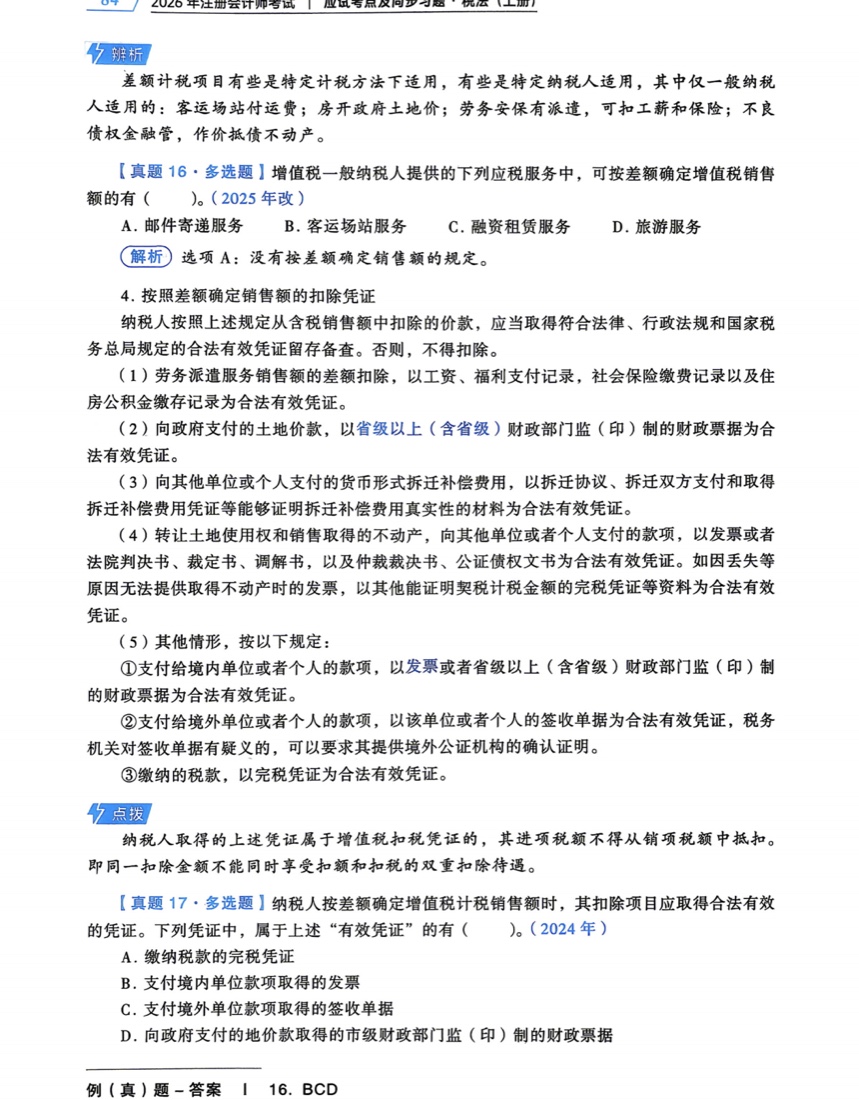 84 2026年注册会计师考试 | 应试考点及同步习题·税法（上册）
辨析
差额计税项目有些是特定计税方法下适用，有些是特定纳税人适用，其中仅一般纳税
人适用的：客运场站付运费；房开政府土地价；劳务安保有派遣，可扣工薪和保险；不良
债权金融管，作价抵债不动产。
【真题16·多选题】增值税一般纳税人提供的下列应税服务中，可按差额确定增值税销售
额的有（　　）。（2025年改）
A. 邮件寄递服务　B. 客运场站服务　C. 融资租赁服务　D. 旅游服务
解析 选项A：没有按差额确定销售额的规定。
4. 按照差额确定销售额的扣除凭证
纳税人按照上述规定从含税销售额中扣除的价款，应当取得符合法律、行政法规和国家税
务总局规定的合法有效凭证留存备查。否则，不得扣除。
（1）劳务派遣服务销售额的差额扣除，以工资、福利支付记录，社会保险缴费记录以及住
房公积金缴存记录为合法有效凭证。
（2）向政府支付的土地价款，以省级以上（含省级）财政部门监（印）制的财政票据为合
法有效凭证。
（3）向其他单位或个人支付的货币形式拆迁补偿费用，以拆迁协议、拆迁双方支付和取得
拆迁补偿费用凭证等能够证明拆迁补偿费用真实性的材料为合法有效凭证。
（4）转让土地使用权和销售取得的不动产，向其他单位或者个人支付的款项，以发票或者
法院判决书、裁定书、调解书，以及仲裁裁决书、公证债权文书为合法有效凭证。如因丢失等
原因无法提供取得不动产时的发票，以其他能证明契税计税金额的完税凭证等资料为合法有效
凭证。
（5）其他情形，按以下规定：
①支付给境内单位或者个人的款项，以发票或者省级以上（含省级）财政部门监（印）制
的财政票据为合法有效凭证。
②支付给境外单位或者个人的款项，以该单位或者个人的签收单据为合法有效凭证，税务
机关对签收单据有疑义的，可以要求其提供境外公证机构的确认证明。
③缴纳的税款，以完税凭证为合法有效凭证。
点拨
纳税人取得的上述凭证属于增值税扣税凭证的，其进项税额不得从销项税额中抵扣。
即同一扣除金额不能同时享受扣额和扣税的双重扣除待遇。
【真题17·多选题】纳税人按差额确定增值税计税销售额时，其扣除项目应取得合法有效
的凭证。下列凭证中，属于上述“有效凭证”的有（　　）。（2024年）
A. 缴纳税款的完税凭证
B. 支付境内单位款项取得的发票
C. 支付境外单位款项取得的签收单据
D. 向政府支付的地价款取得的市级财政部门监（印）制的财政票据
例（真）题－答案 | 16. BCD